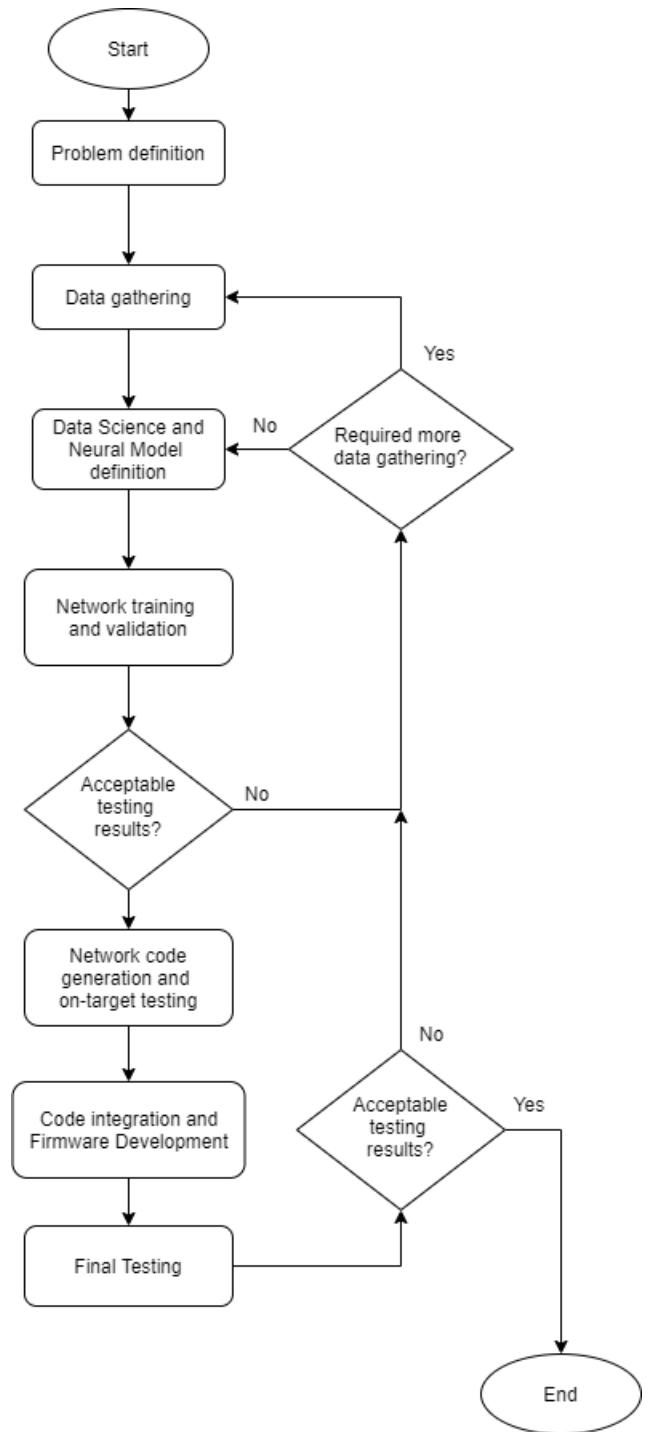 Start
Problem definition
Data gathering
Yes
Data Science and
Neural Model
definition
No
Required more
data gathering?
Network training
and validation
Acceptable
testing
results?
No
Network code
generation and
on-target testing
No
Code integration and
Firmware Development
Acceptable
testing
results?
Yes
Final Testing
End